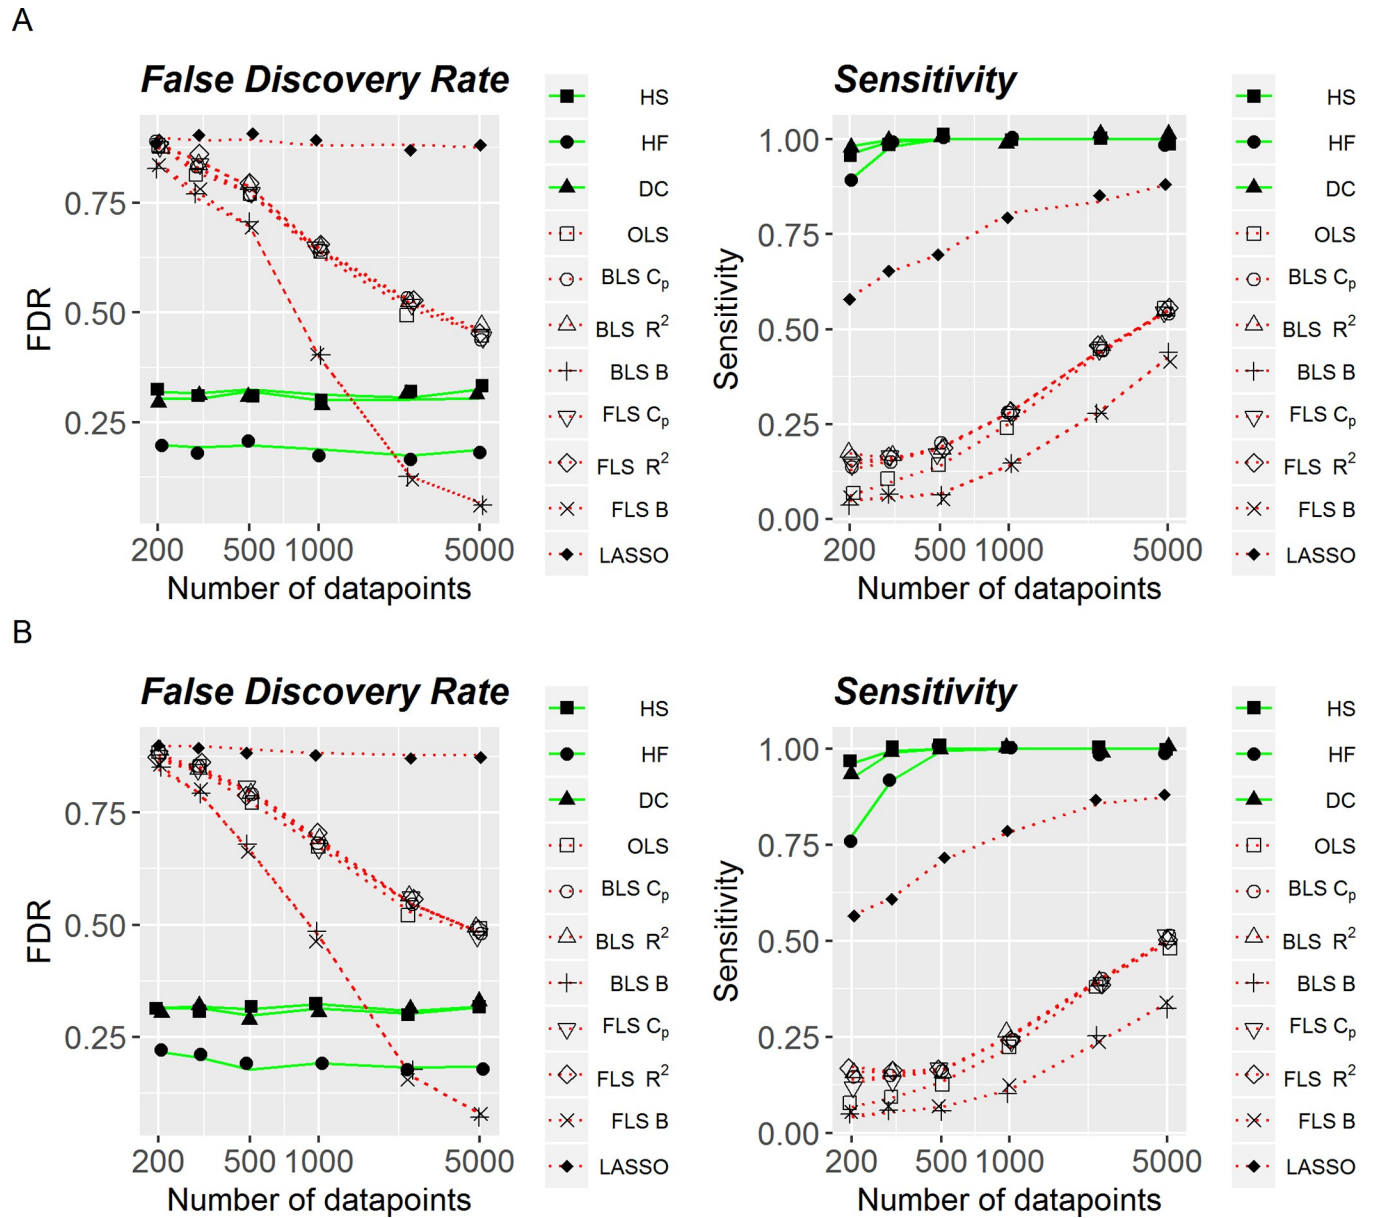 A
False Discovery Rate
FDR
0.75
0.50
0.25
200 500 1000 5000
Number of datapoints
HS
HF
DC
OLS
BLS Cp
BLS R²
BLS B
FLS Cp
FLS R²
FLS B
LASSO
Sensitivity
Sensitivity
1.00
0.75
0.50
0.25
0.00
200 500 1000 5000
Number of datapoints
HS
HF
DC
OLS
BLS Cp
BLS R²
BLS B
FLS Cp
FLS R²
FLS B
LASSO
B
False Discovery Rate
FDR
0.75
0.50
0.25
200 500 1000 5000
Number of datapoints
HS
HF
DC
OLS
BLS Cp
BLS R²
BLS B
FLS Cp
FLS R²
FLS B
LASSO
Sensitivity
Sensitivity
1.00
0.75
0.50
0.25
0.00
200 500 1000 5000
Number of datapoints
HS
HF
DC
OLS
BLS Cp
BLS R²
BLS B
FLS Cp
FLS R²
FLS B
LASSO